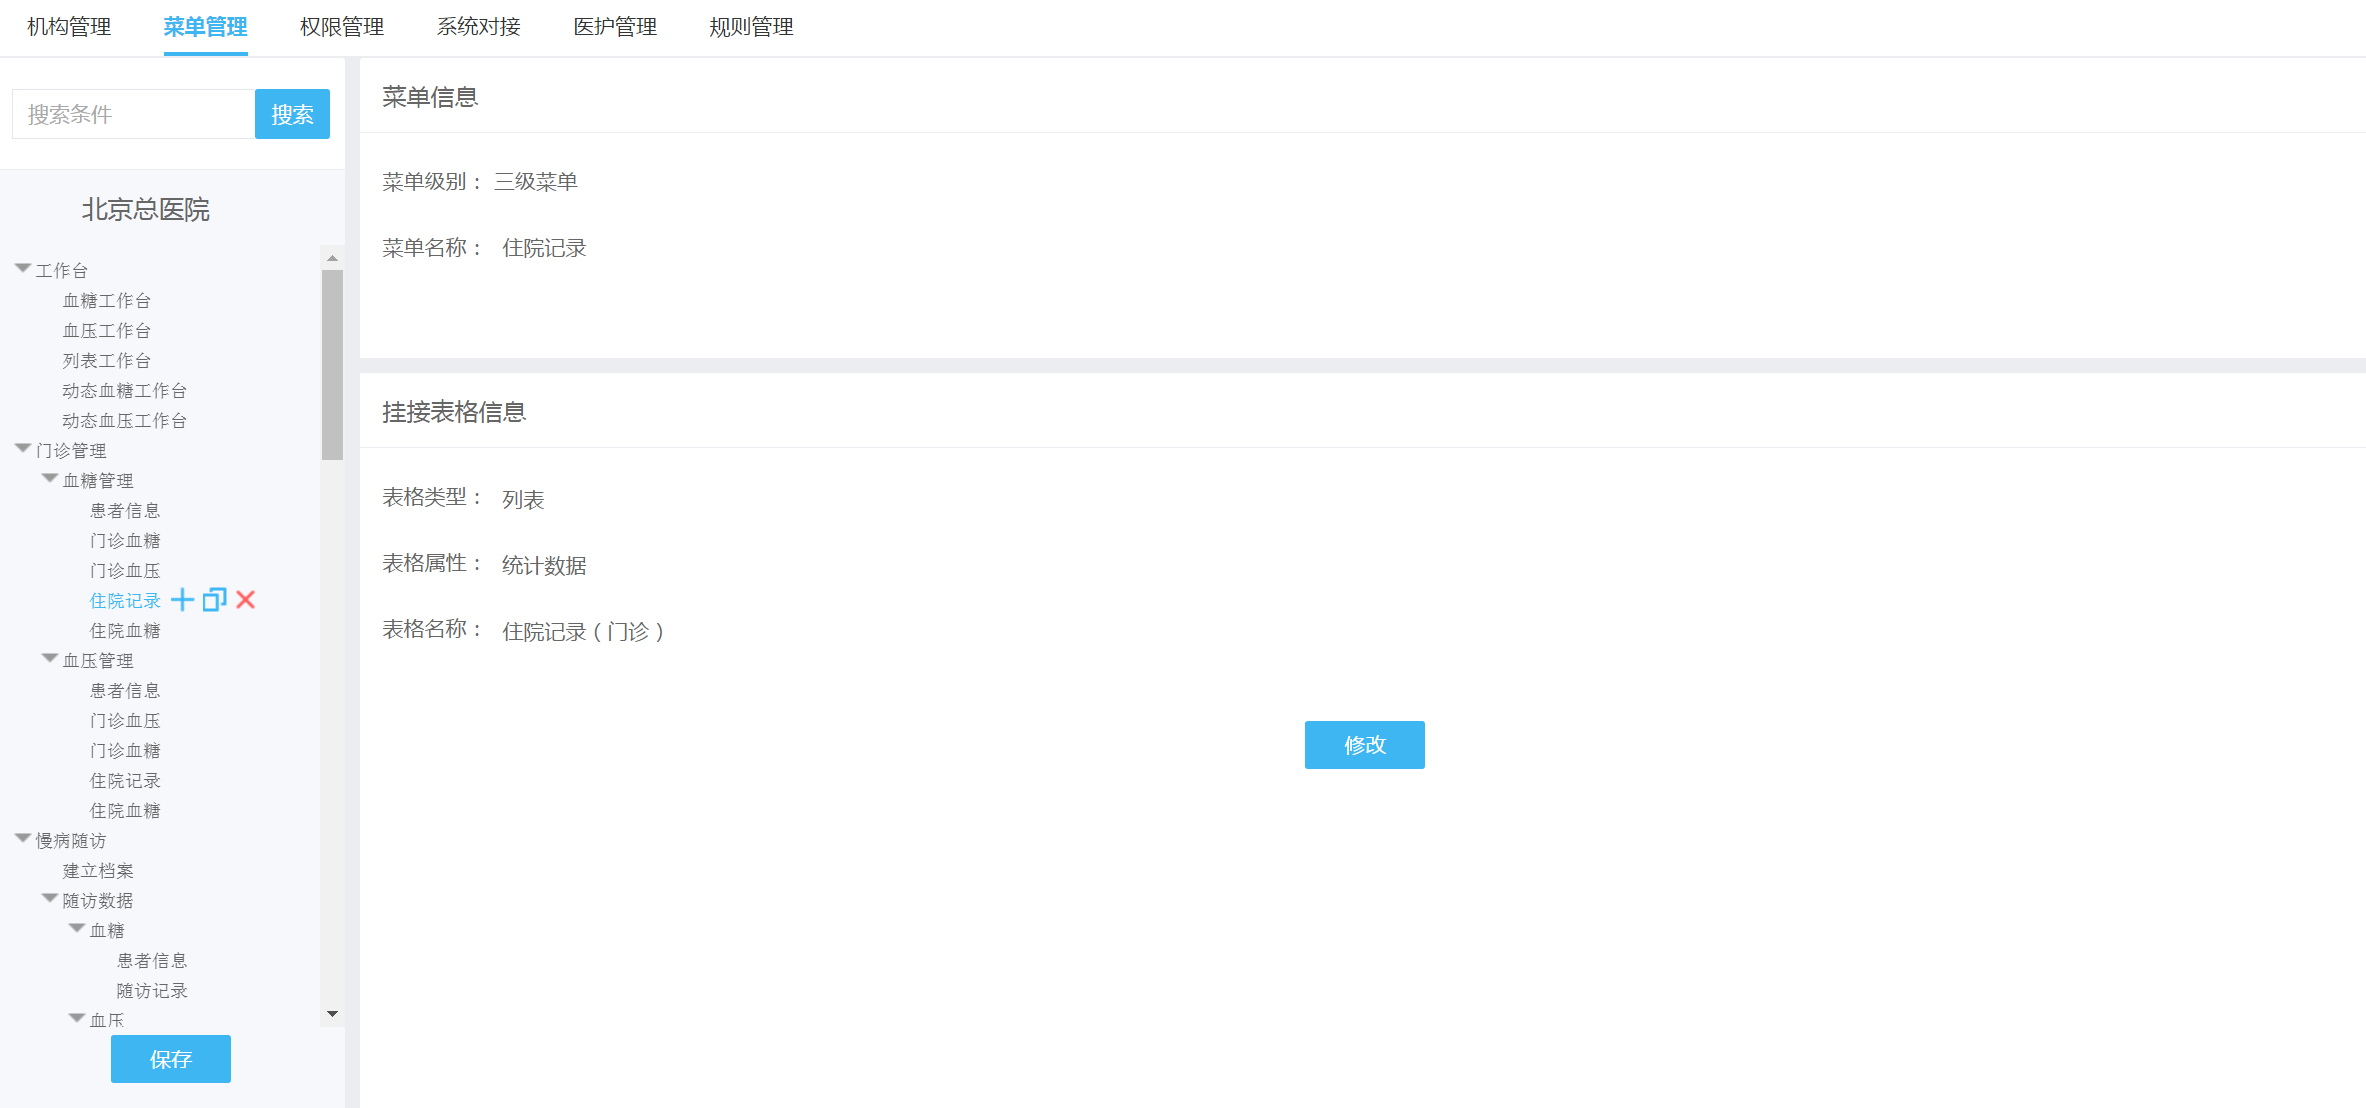 机构管理 菜单管理 权限管理 系统对接 医护管理 规则管理
搜索条件 搜索
北京总医院
工作台
血糖工作台
血压工作台
列表工作台
动态血糖工作台
动态血压工作台
门诊管理
血糖管理
患者信息
门诊血糖
门诊血压
住院记录
住院血糖
血压管理
患者信息
门诊血压
门诊血糖
住院记录
住院血糖
慢病随访
建立档案
随访数据
血糖
患者信息
随访记录
血压
保存
菜单信息
菜单级别： 三级菜单
菜单名称： 住院记录
挂接表格信息
表格类型： 列表
表格属性： 统计数据
表格名称： 住院记录（门诊）
修改